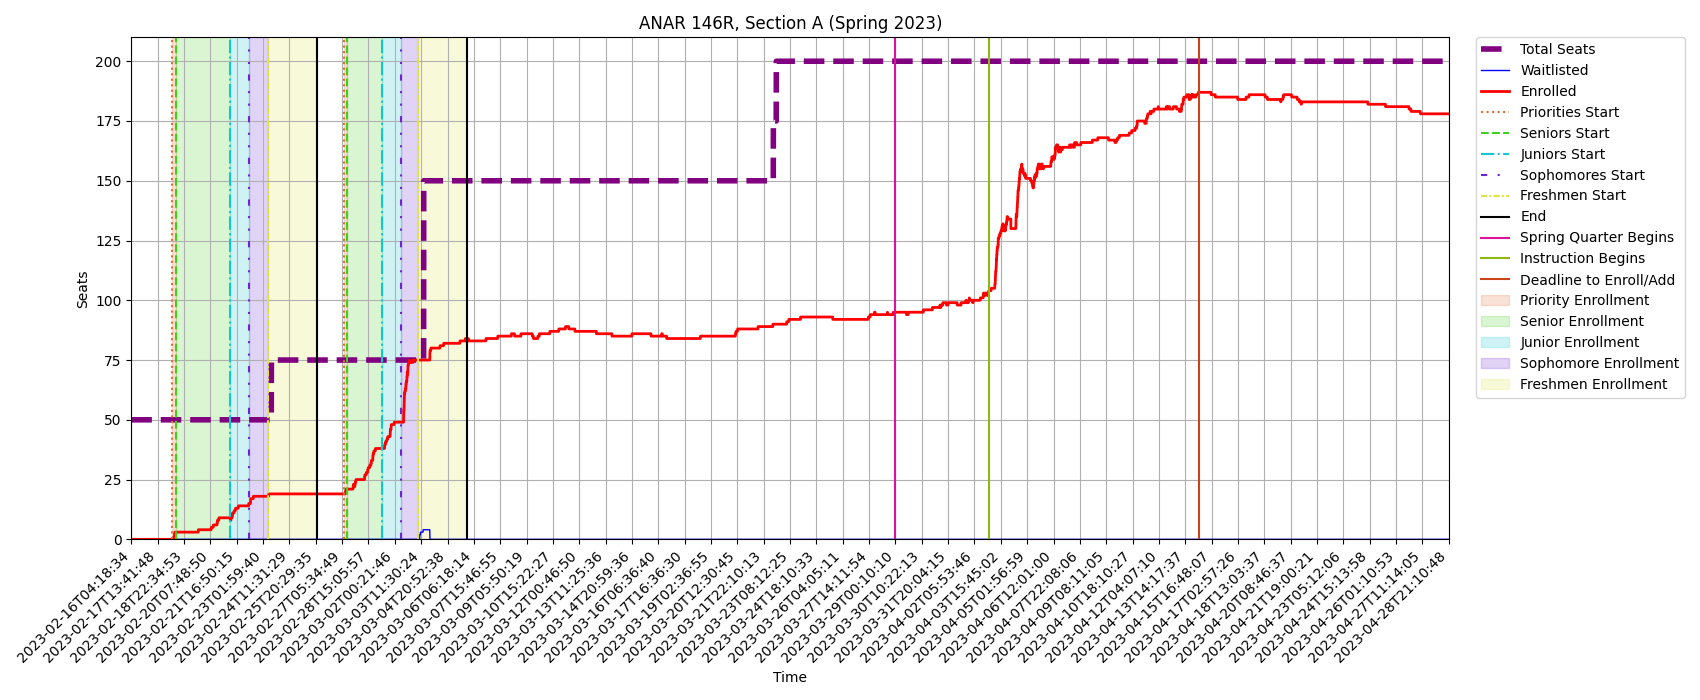 ANAR 146R, Section A (Spring 2023)
Seats
200
175
150
125
100
75
50
25
0
2023-02-16T04:18:34
2023-02-17T13:41:48
2023-02-18T22:34:53
2023-02-20T07:48:50
2023-02-21T16:50:15
2023-02-23T01:59:40
2023-02-24T11:31:29
2023-02-25T20:29:35
2023-02-27T05:34:49
2023-02-28T15:05:57
2023-03-02T00:21:46
2023-03-03T11:30:24
2023-03-04T20:52:38
2023-03-06T06:18:14
2023-03-07T15:46:55
2023-03-09T05:50:19
2023-03-10T15:22:27
2023-03-12T00:46:50
2023-03-13T11:25:36
2023-03-14T20:59:36
2023-03-16T06:36:40
2023-03-17T16:36:30
2023-03-19T02:36:55
2023-03-20T12:30:45
2023-03-21T22:10:13
2023-03-23T08:12:25
2023-03-24T18:10:33
2023-03-26T04:05:11
2023-03-27T14:11:54
2023-03-29T00:10:10
2023-03-30T10:22:13
2023-03-31T20:04:15
2023-04-02T05:53:46
2023-04-03T15:45:02
2023-04-05T01:56:59
2023-04-06T12:01:00
2023-04-07T22:08:06
2023-04-09T08:11:05
2023-04-10T18:10:27
2023-04-12T04:07:10
2023-04-13T14:17:37
2023-04-15T16:48:07
2023-04-17T02:57:26
2023-04-18T13:03:37
2023-04-20T08:46:37
2023-04-21T19:00:21
2023-04-23T05:12:06
2023-04-24T15:13:58
2023-04-26T01:10:53
2023-04-27T11:14:05
2023-04-28T21:10:48
Time
Total Seats
Waitlisted
Enrolled
Priorities Start
Seniors Start
Juniors Start
Sophomores Start
Freshmen Start
End
Spring Quarter Begins
Instruction Begins
Deadline to Enroll/Add
Priority Enrollment
Senior Enrollment
Junior Enrollment
Sophomore Enrollment
Freshmen Enrollment